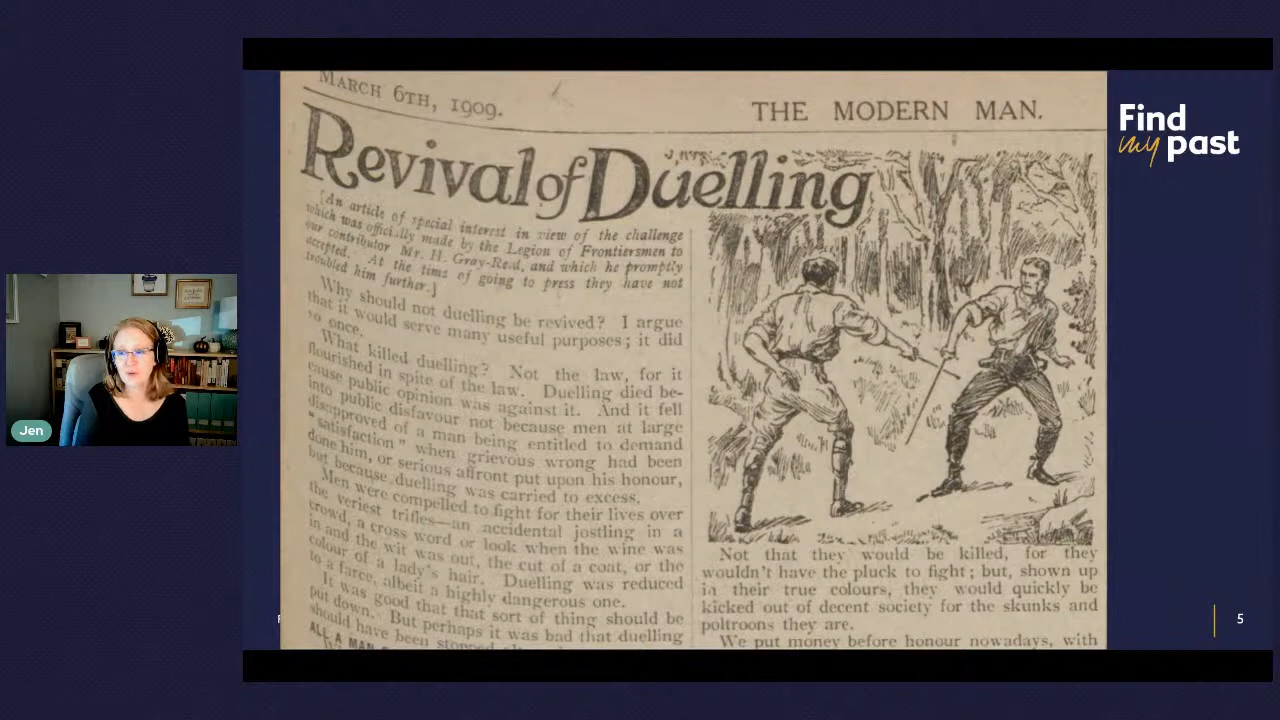 MARCH 6TH, 1909.
THE MODERN MAN.
Revival of Duelling
[An article of special interest in view of the challenge
which was officially made by the Legion of Frontiersmen to
our contributor Mr. H. Gray-Read, and which he promptly
accepted. At the time of going to press they have not
troubled him further.]
Why should not duelling be revived? I argue
that it would serve many useful purposes; it did
so once.
What killed duelling? Not the law, for it
flourished in spite of the law. Duelling died be-
cause public opinion was against it. And it fell
into public disfavour not because men at large
disapproved of a man being entitled to demand
"satisfaction" when grievous wrong had been
done him, or serious affront put upon his honour,
but because duelling was carried to excess.
Men were compelled to fight for their lives over
the veriest trifles—an accidental jostling in a
crowd, a cross word or look when the wine was
in and the wit was out, the cut of a coat, or the
colour of a lady's hair. Duelling was reduced
to a farce, albeit a highly dangerous one.
It was good that that sort of thing should be
put down. But perhaps it was bad that duelling
should have been stopped
ALL A MAN
Not that they would be killed, for they
wouldn't have the pluck to fight; but, shown up
in their true colours, they would quickly be
kicked out of decent society for the skunks and
poltroons they are.
We put money before honour nowadays, with
Find
my past
Jen
5